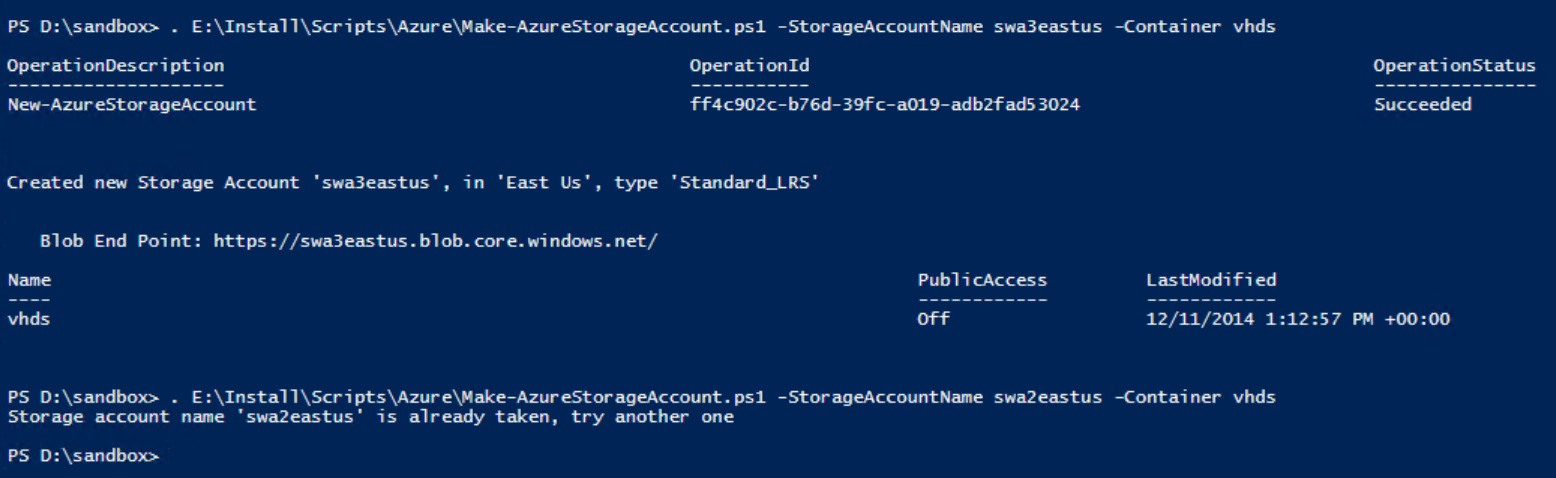 PS D:\sandbox> . E:\Install\Scripts\Azure\Make-AzureStorageAccount.ps1 -StorageAccountName swa3eastus -Container vhds
OperationDescription OperationId OperationStatus
-------------------- ----------- ---------------
New-AzureStorageAccount ff4c902c-b76d-39fc-a019-adb2fad53024 Succeeded
Created new Storage Account 'swa3eastus', in 'East Us', type 'Standard_LRS'
Blob End Point: https://swa3eastus.blob.core.windows.net/
Name PublicAccess LastModified
---- ------------ ------------
vhds Off 12/11/2014 1:12:57 PM +00:00
PS D:\sandbox> . E:\Install\Scripts\Azure\Make-AzureStorageAccount.ps1 -StorageAccountName swa2eastus -Container vhds
Storage account name 'swa2eastus' is already taken, try another one
PS D:\sandbox>